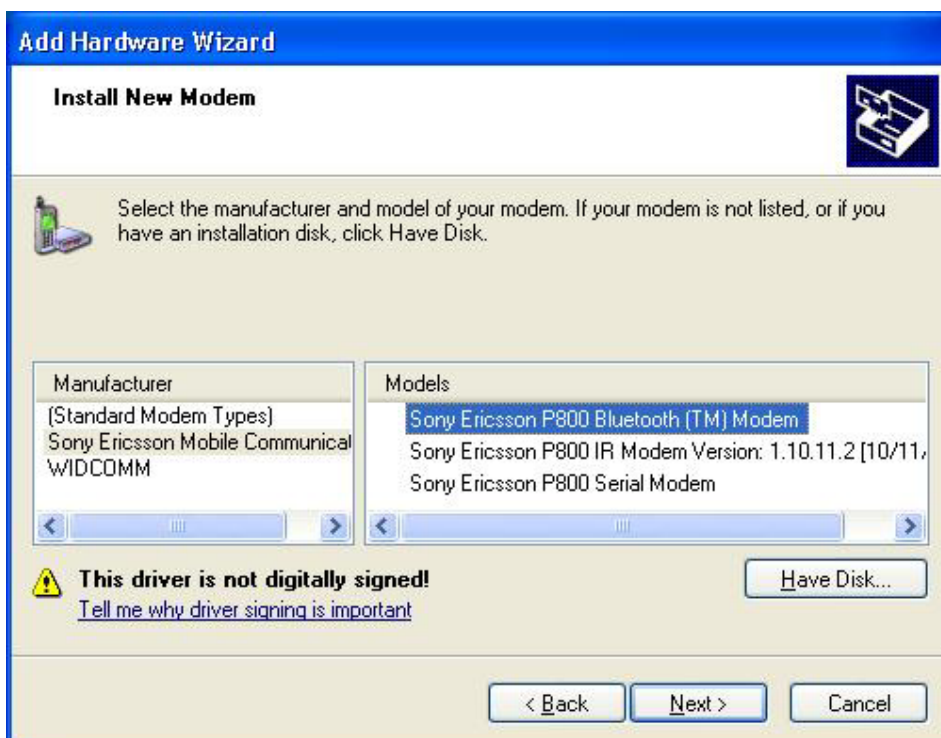 Add Hardware Wizard
Install New Modem
Select the manufacturer and model of your modem. If your modem is not listed, or if you
have an installation disk, click Have Disk.
Manufacturer
(Standard Modem Types)
Sony Ericsson Mobile Communicat
WIDCOMM
Models
Sony Ericsson P800 Bluetooth (TM) Modem
Sony Ericsson P800 IR Modem Version: 1.10.11.2 [10/11/
Sony Ericsson P800 Serial Modem
This driver is not digitally signed!
Tell me why driver signing is important
Have Disk...
< Back
Next >
Cancel